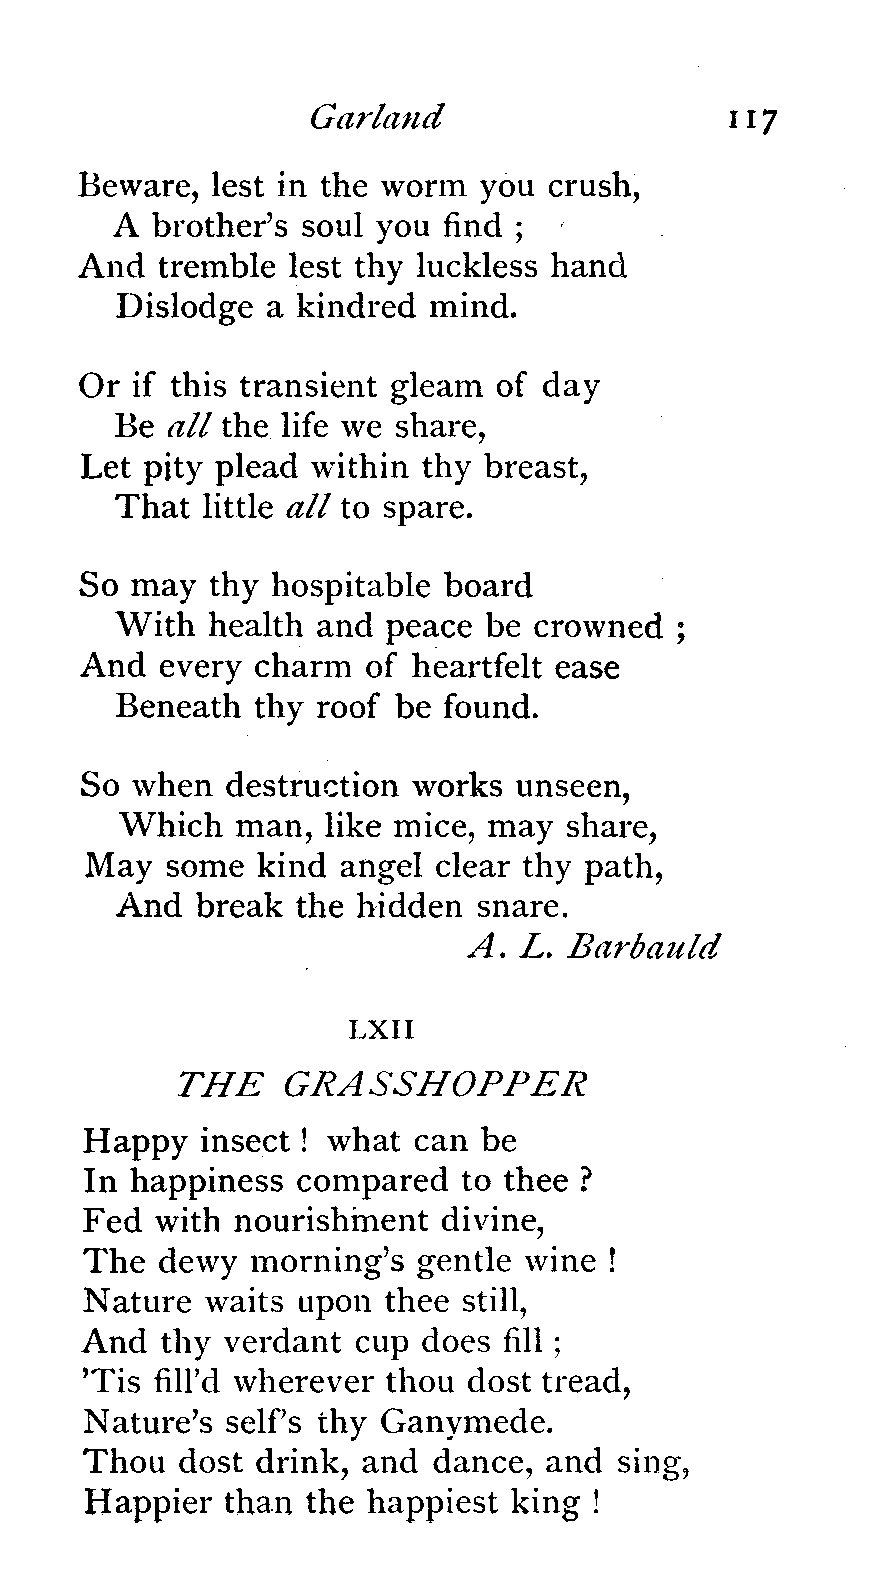 Garland 117
Beware, lest in the worm you crush,
A brother's soul you find ;
And tremble lest thy luckless hand
Dislodge a kindred mind.
Or if this transient gleam of day
Be all the life we share,
Let pity plead within thy breast,
That little all to spare.
So may thy hospitable board
With health and peace be crowned ;
And every charm of heartfelt ease
Beneath thy roof be found.
So when destruction works unseen,
Which man, like mice, may share,
May some kind angel clear thy path,
And break the hidden snare.
A. L. Barbauld
LXII
THE GRASSHOPPER
Happy insect ! what can be
In happiness compared to thee ?
Fed with nourishment divine,
The dewy morning's gentle wine !
Nature waits upon thee still,
And thy verdant cup does fill ;
'Tis fill'd wherever thou dost tread,
Nature's self's thy Ganymede.
Thou dost drink, and dance, and sing,
Happier than the happiest king !